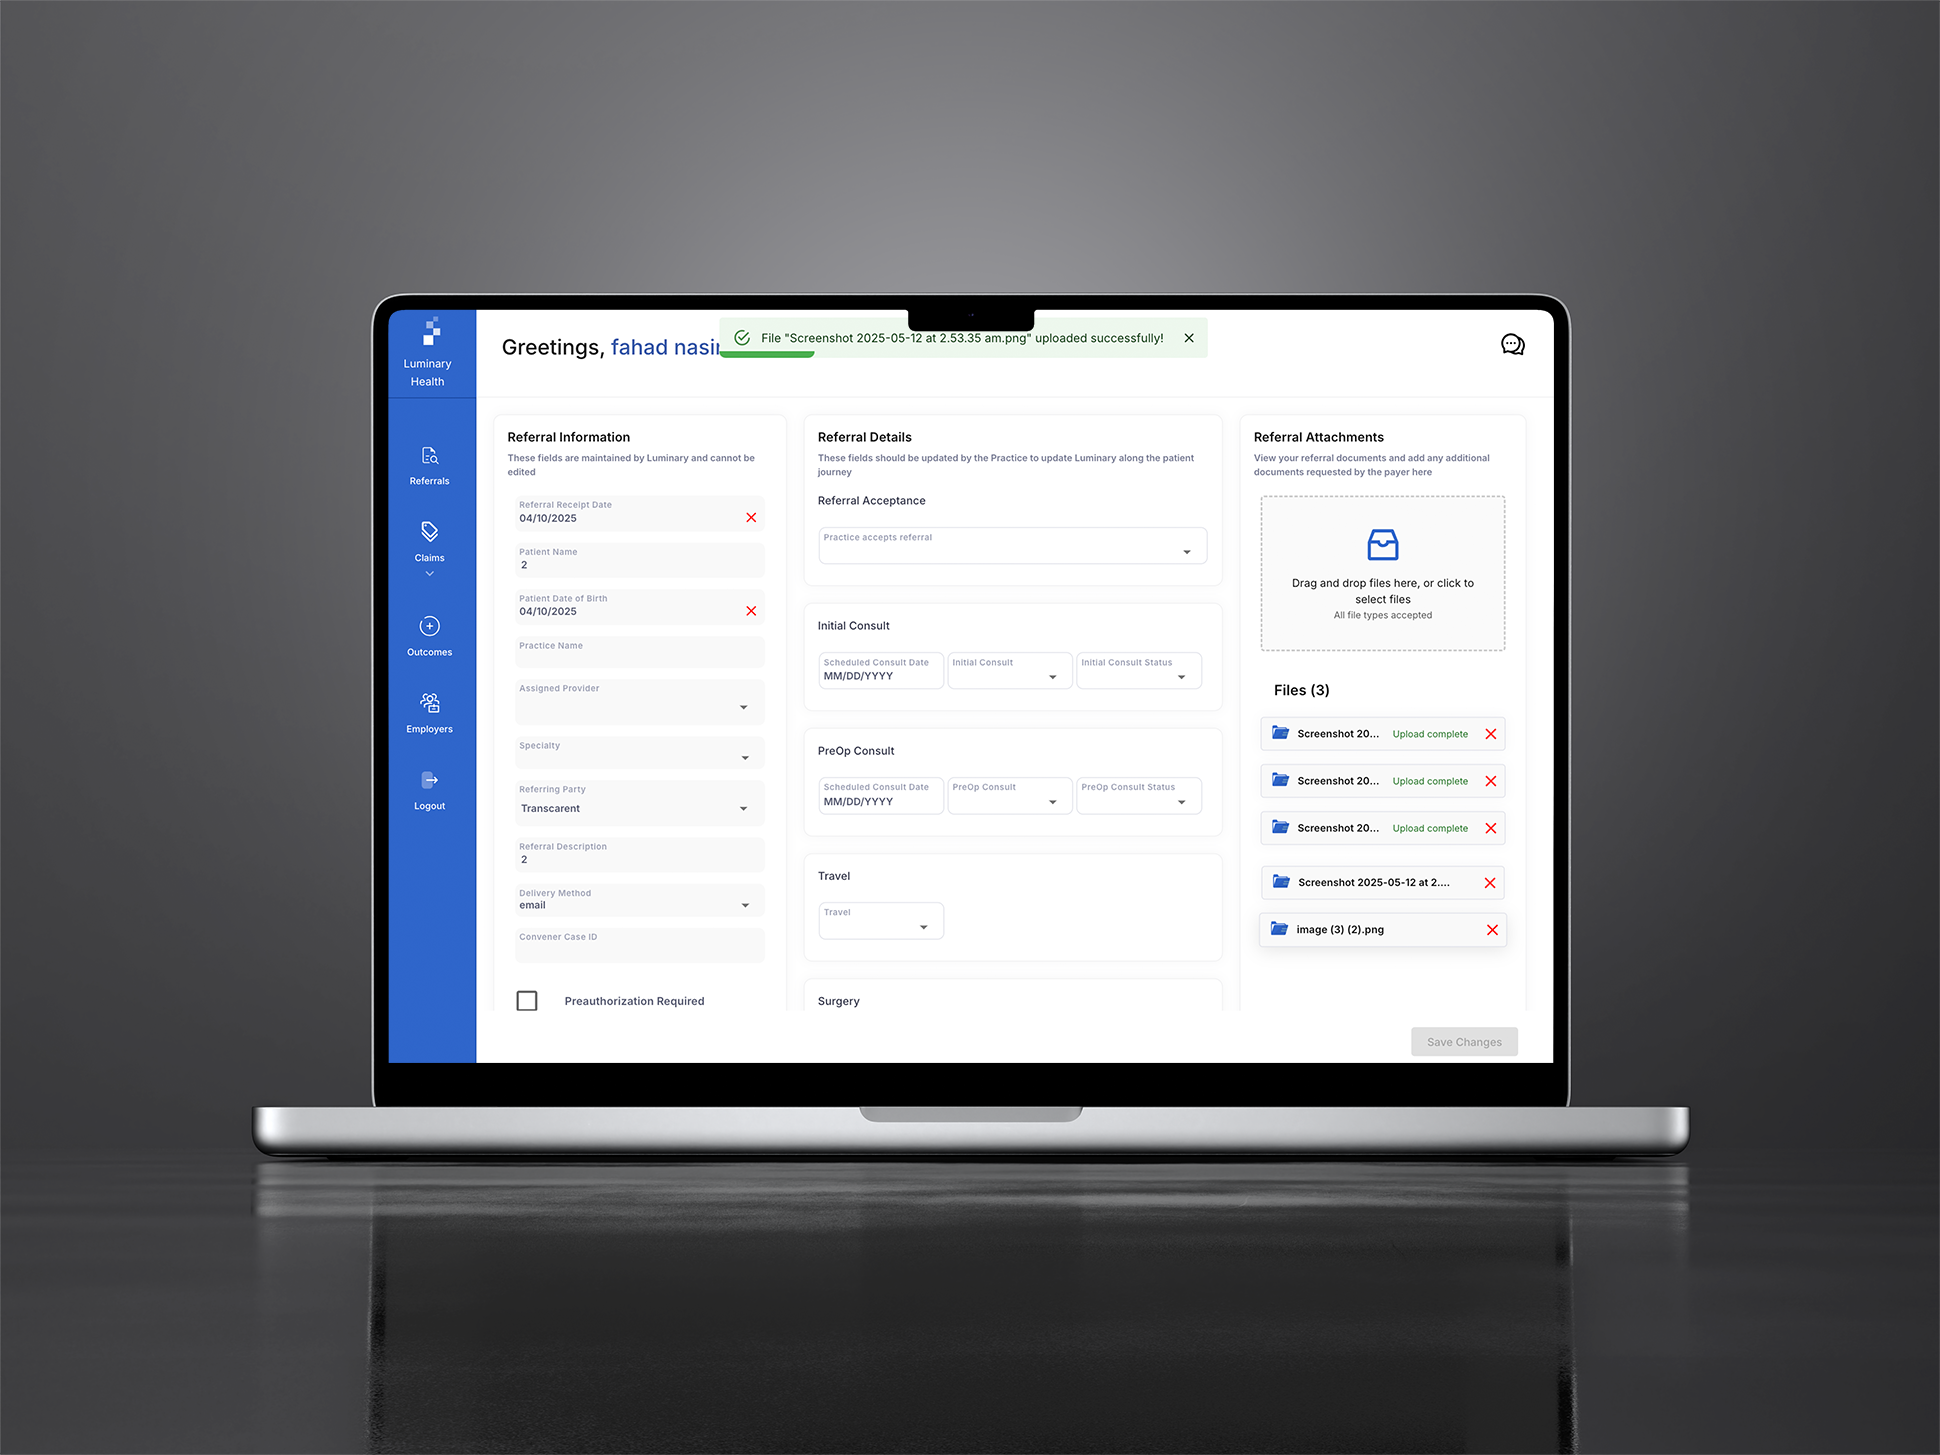 Luminary
Health
Referrals
Claims
Outcomes
Employers
Logout
Greetings, fahad
File "Screenshot 2025-05-12 at 2.53.35 am.png" uploaded successfully!
Referral Information
These fields are maintained by Luminary and cannot be
edited
Referral Receipt Date
04/10/2025
Patient Name
2
Patient Date of Birth
04/10/2025
Practice Name
Assigned Provider
Specialty
Referring Party
Transcarent
Referral Description
2
Delivery Method
email
Convener Case ID
Preauthorization Required
Referral Details
These fields should be updated by the Practice to update Luminary along the patient
journey
Referral Acceptance
Practice accepts referral
Initial Consult
Scheduled Consult Date
MM/DD/YYYY
Initial Consult
Initial Consult Status
PreOp Consult
Scheduled Consult Date
MM/DD/YYYY
PreOp Consult
PreOp Consult Status
Travel
Travel
Surgery
Referral Attachments
View your referral documents and add any additional
documents requested by the payer here
Drag and drop files here, or click to
select files
All file types accepted
Files (3)
Screenshot 20... Upload complete
Screenshot 20... Upload complete
Screenshot 20... Upload complete
Screenshot 2025-05-12 at 2....
image (3) (2).png
Save Changes